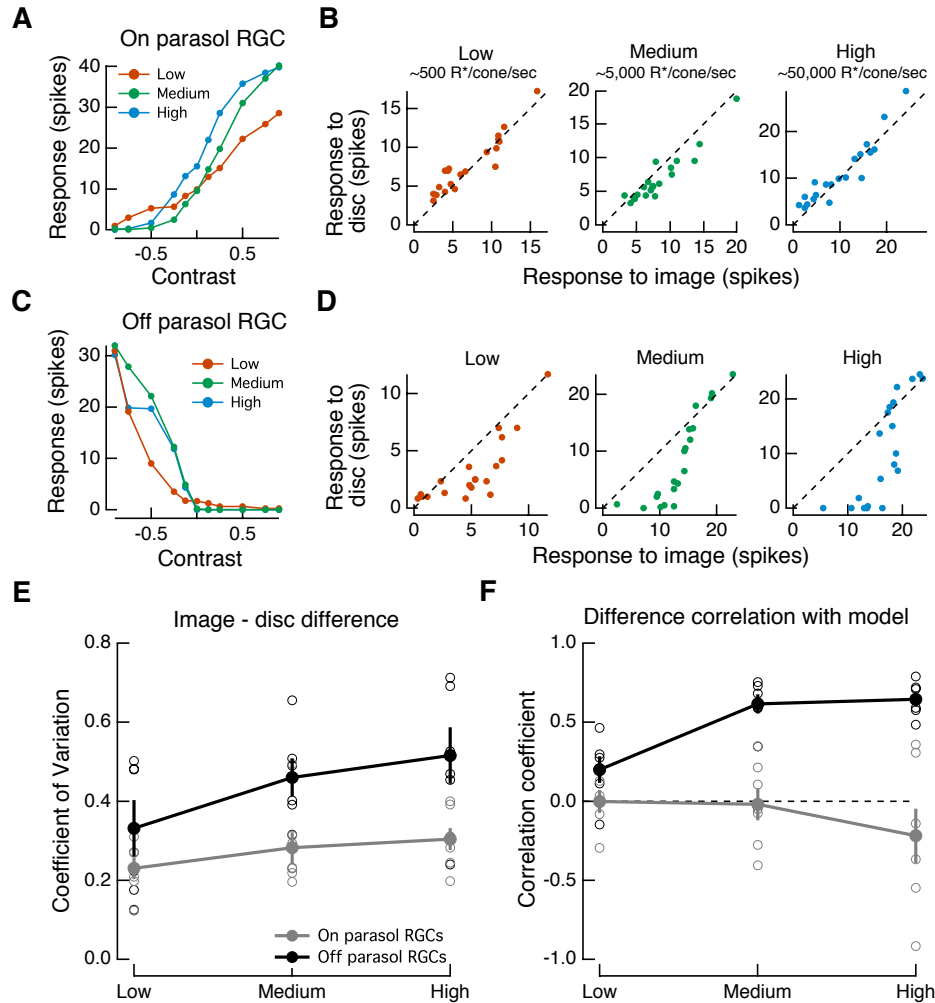 A
On parasol RGC
Response (spikes)
40
30
20
10
0
Low
Medium
High
-0.5
0.5
Contrast
B
Low
~500 R*/cone/sec
Medium
~5,000 R*/cone/sec
High
~50,000 R*/cone/sec
Response to
disc (spikes)
15
10
5
0
0
5
10
15
20
15
10
5
0
0
5
10
15
20
20
10
0
0
10
20
Response to image (spikes)
C
Off parasol RGC
Response (spikes)
30
20
10
0
Low
Medium
High
-0.5
0.5
Contrast
D
Low
Medium
High
Response to
disc (spikes)
10
5
0
0
5
10
20
10
0
0
10
20
20
10
0
0
10
20
Response to image (spikes)
E
Image - disc difference
Coefficient of Variation
0.8
0.6
0.4
0.2
0.0
On parasol RGCs
Off parasol RGCs
Low
Medium
High
F
Difference correlation with model
Correlation coefficient
1.0
0.5
0.0
-0.5
-1.0
Low
Medium
High